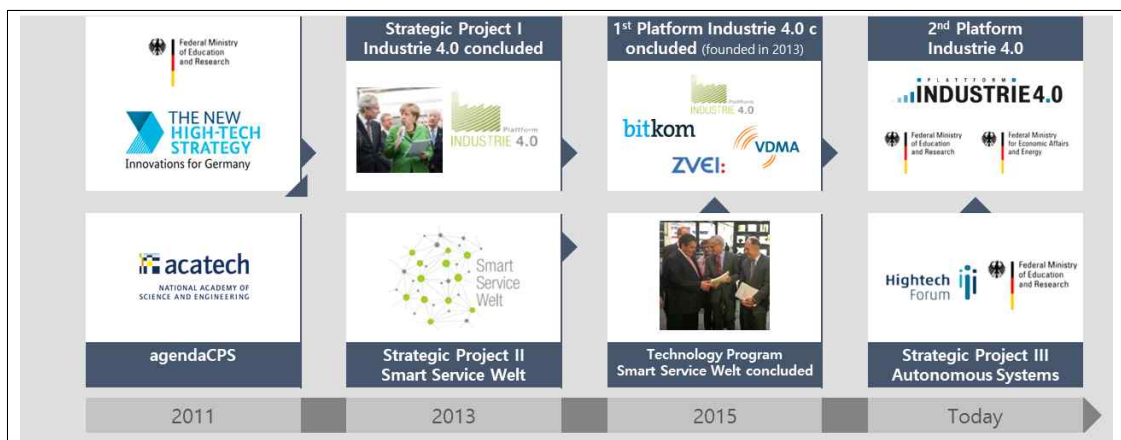 Federal Ministry
of Education
and Research
THE NEW
HIGH-TECH
STRATEGY
Innovations for Germany
Strategic Project I
Industrie 4.0 concluded
Plattform
INDUSTRIE 4.0
1st Platform Industrie 4.0 c
oncluded (founded in 2013)
Plattform
INDUSTRIE 4.0
bitkom
VDMA
ZVEI:
2nd Platform
Industrie 4.0
PLATTFORM
INDUSTRIE 4.0
Federal Ministry
of Education
and Research
Federal Ministry
for Economic Affairs
and Energy
acatech
NATIONAL ACADEMY OF
SCIENCE AND ENGINEERING
agendaCPS
Smart
Service
Welt
Strategic Project II
Smart Service Welt
Technology Program
Smart Service Welt concluded
Hightech
Forum
Federal Ministry
of Education
and Research
Strategic Project III
Autonomous Systems
2011
2013
2015
Today